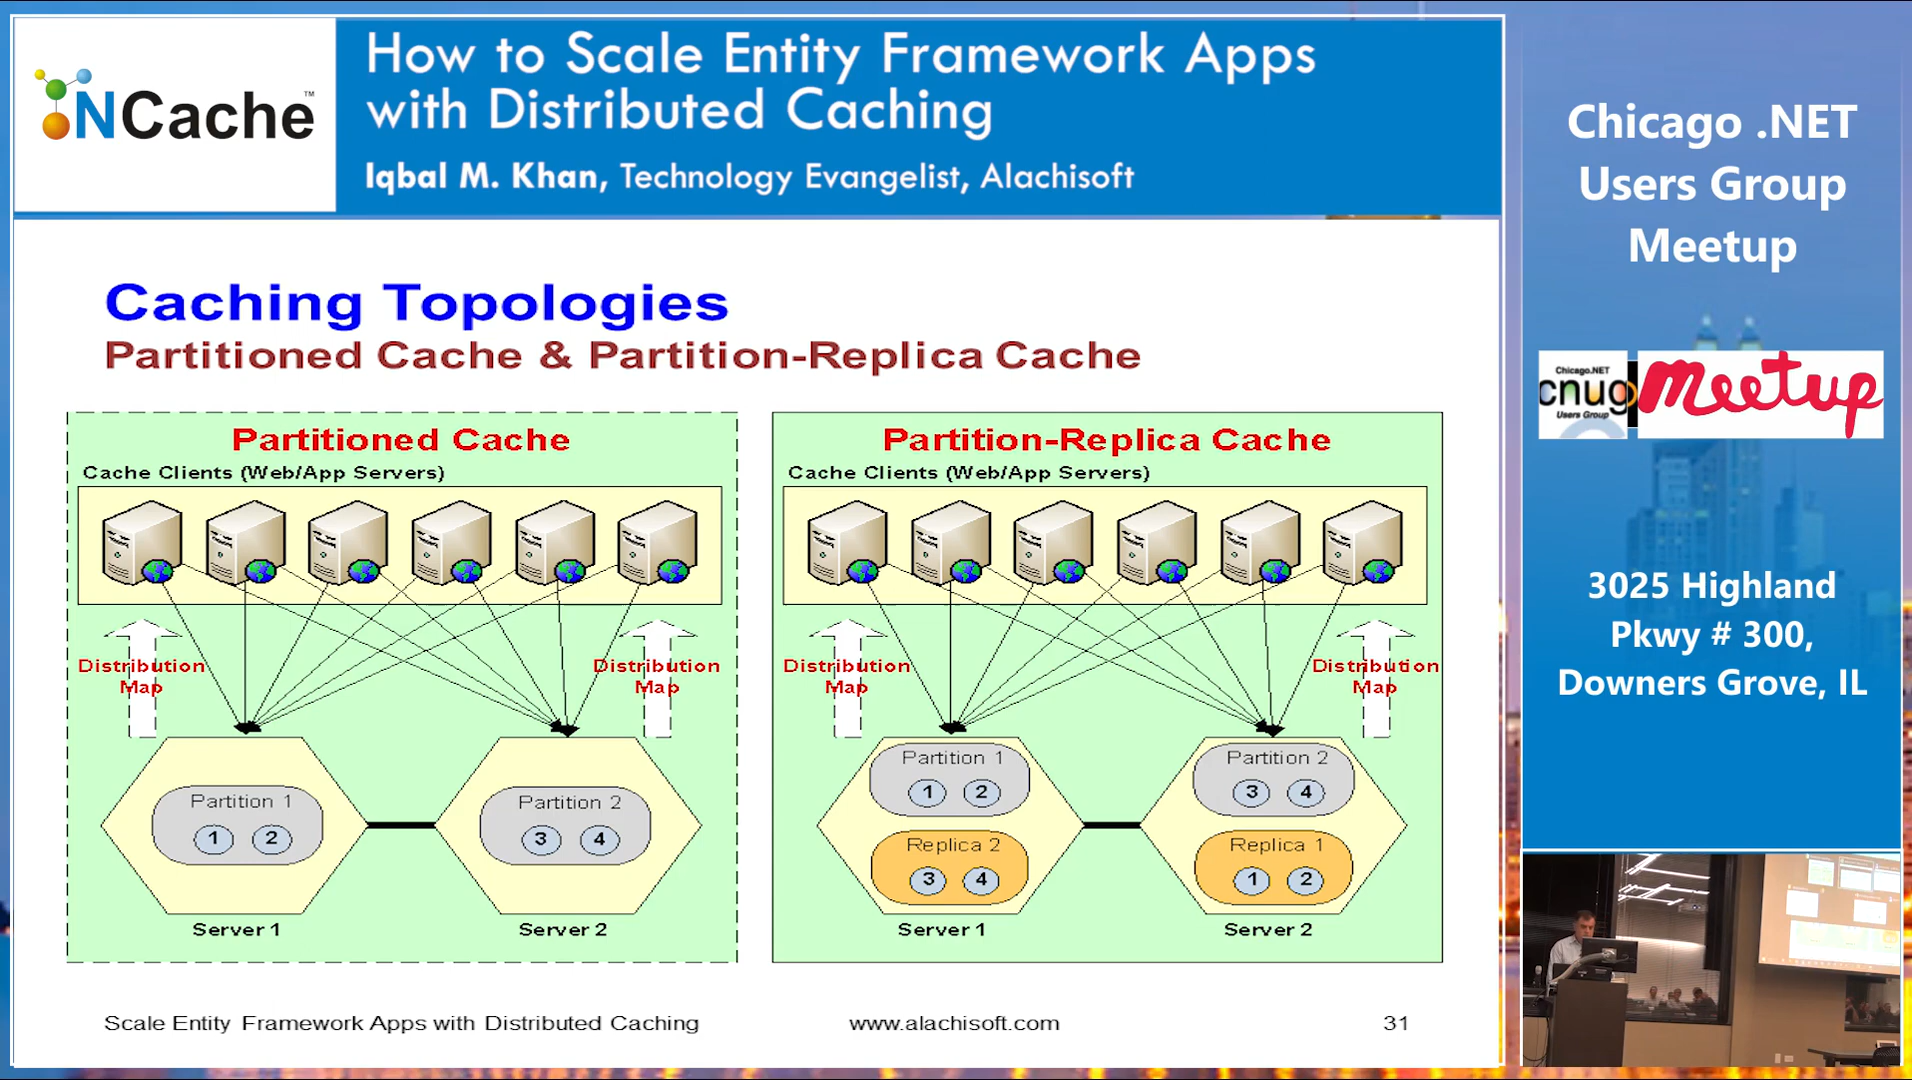 NCache™
How to Scale Entity Framework Apps
with Distributed Caching
Iqbal M. Khan, Technology Evangelist, Alachisoft
Chicago .NET
Users Group
Meetup
Chicago.NET
cnug
Users Group
meetup
3025 Highland
Pkwy # 300,
Downers Grove, IL
Caching Topologies
Partitioned Cache & Partition-Replica Cache
Partitioned Cache
Cache Clients (Web/App Servers)
Distribution
Map
Distribution
Map
Partition 1
1 2
Partition 2
3 4
Server 1
Server 2
Partition-Replica Cache
Cache Clients (Web/App Servers)
Distribution
Map
Distribution
Map
Partition 1
1 2
Partition 2
3 4
Replica 2
3 4
Replica 1
1 2
Server 1
Server 2
Scale Entity Framework Apps with Distributed Caching
www.alachisoft.com
31